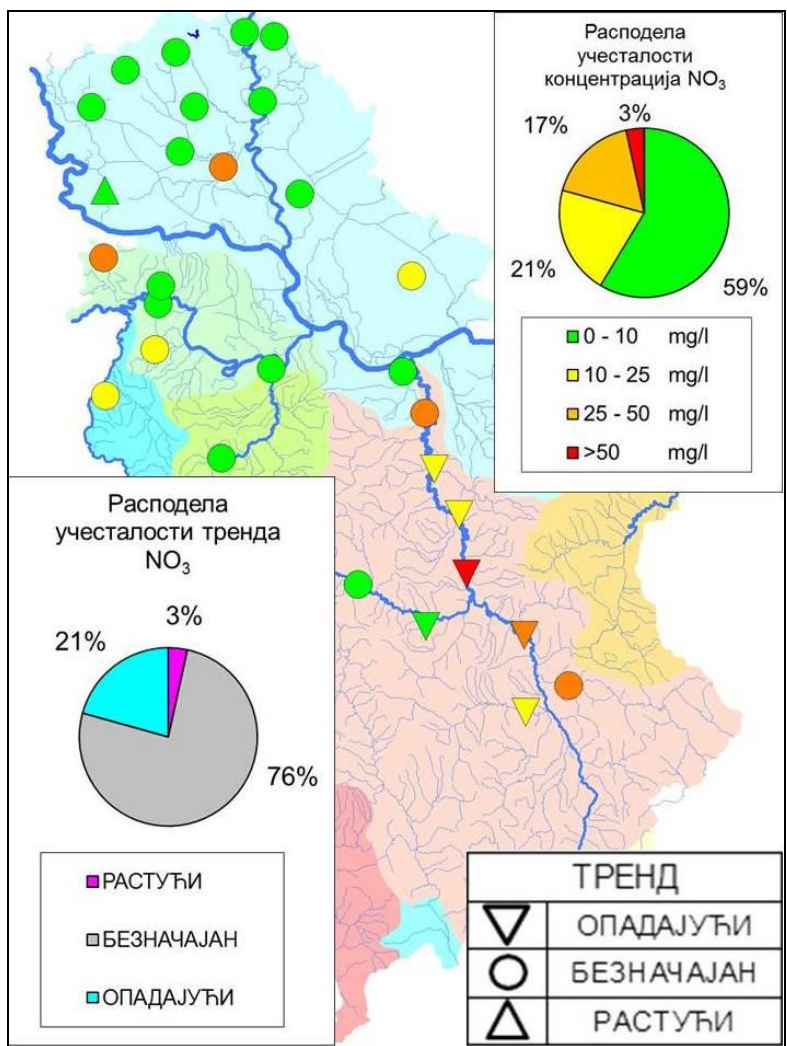 Расподела
учесталости
концентрација NO₃
3%
17%
21%
59%
0 - 10 mg/l
10 - 25 mg/l
25 - 50 mg/l
>50 mg/l
Расподела
учесталости тренда
NO₃
3%
21%
76%
РАСТУЋИ
БЕЗНАЧАЈАН
ОПАДАЈУЋИ
ТРЕНД
ОПАДАЈУЋИ
БЕЗНАЧАЈАН
РАСТУЋИ